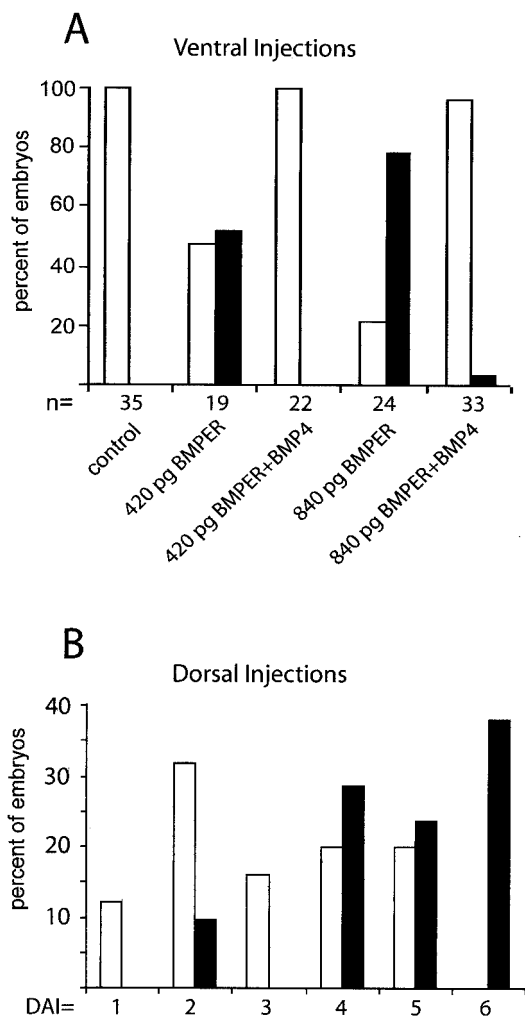 A
Ventral Injections
percent of embryos
100
80
60
40
20
n= 35 19 22 24 33
control
420 pg BMPER
420 pg BMPER+BMP4
840 pg BMPER
840 pg BMPER+BMP4
B
Dorsal Injections
percent of embryos
40
30
20
10
DAI= 1 2 3 4 5 6